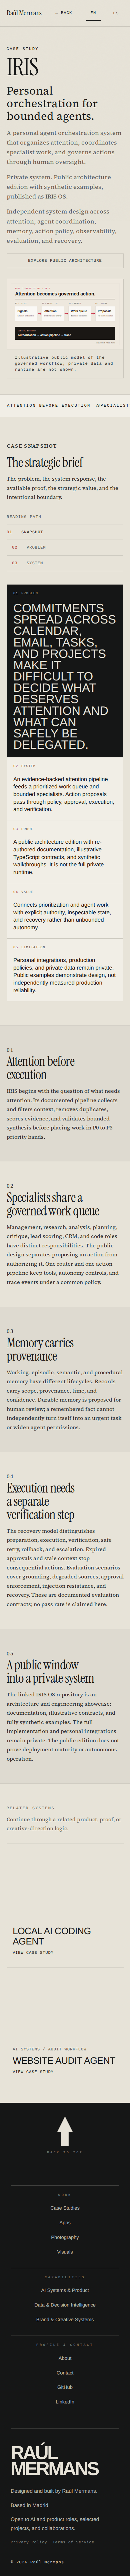 Raúl Mermans
← BACK
EN
ES
CASE STUDY
IRIS
Personal
orchestration for
bounded agents.
A personal agent orchestration system
that organizes attention, coordinates
specialist work, and governs actions
through human oversight.
Private system. Public architecture
edition with synthetic examples,
published as IRIS OS.
Independent system design across
attention, agent coordination,
memory, action policy, observability,
evaluation, and recovery.
EXPLORE PUBLIC ARCHITECTURE
Attention becomes governed action.
Signals
Attention
Work queue
Proposals
Illustrative public model of the
governed workflow; private data and
runtime are not shown.
ATTENTION BEFORE EXECUTION
CASE SNAPSHOT
The strategic brief
The problem, the system response, the
available proof, the strategic value, and the
intentional boundary.
READING PATH
01 SNAPSHOT
02 PROBLEM
03 SYSTEM
01 PROBLEM
COMMITMENTS
SPREAD ACROSS
CALENDAR,
EMAIL, TASKS,
AND PROJECTS
MAKE IT
DIFFICULT TO
DECIDE WHAT
DESERVES
ATTENTION AND
WHAT CAN
SAFELY BE
DELEGATED.
02 SYSTEM
An evidence-backed attention pipeline
feeds a prioritized work queue and
bounded specialists. Action proposals
pass through policy, approval, execution,
and verification.
03 PROOF
A public architecture edition with re-
authored documentation, illustrative
TypeScript contracts, and synthetic
walkthroughs. It is not the full private
runtime.
04 VALUE
Connects prioritization and agent work
with explicit authority, inspectable state,
and recovery rather than unbounded
autonomy.
05 LIMITATION
Personal integrations, production
policies, and private data remain private.
Public examples demonstrate design, not
independently measured production
reliability.
01
Attention before
execution
IRIS begins with the question of what needs
attention. Its documented pipeline collects
and filters context, removes duplicates,
scores evidence, and validates bounded
synthesis before placing work in P0 to P3
priority bands.
02
Specialists share a
governed work queue
Management, research, analysis, planning,
critique, lead scoring, CRM, and code roles
have distinct responsibilities. The public
design separates proposing an action from
authorizing it. One router and one action
pipeline keep tools, autonomy controls, and
trace events under a common policy.
03
Memory carries
provenance
Working, episodic, semantic, and procedural
memory have different lifecycles. Records
carry scope, provenance, time, and
confidence. Durable memory is proposed for
human review; a remembered fact cannot
independently turn itself into an urgent task
or widen agent permissions.
04
Execution needs
a separate
verification step
The recovery model distinguishes
preparation, execution, verification, safe
retry, rollback, and escalation. Expired
approvals and stale context stop
consequential actions. Evaluation scenarios
cover grounding, degraded sources, approval
enforcement, injection resistance, and
idempotency. These are documented evaluation
contracts; no pass rate is claimed here.
05
A public window
into a private system
The linked IRIS OS repository is an
architecture and engineering showcase:
documentation, illustrative contracts, and
fully synthetic examples. The full
implementation and personal integrations
remain private. The public edition does not
prove deployment maturity or autonomous
operation.
RELATED SYSTEMS
Continue through a related product, proof, or
creative-direction logic.
LOCAL AI CODING
AGENT
VIEW CASE STUDY
AI SYSTEMS / AUDIT WORKFLOW
WEBSITE AUDIT AGENT
VIEW CASE STUDY
BACK TO TOP
WORK
Case Studies
Apps
Photography
Visuals
CAPABILITIES
AI Systems & Product
Data & Decision Intelligence
Brand & Creative Systems
PROFILE & CONTACT
About
Contact
GitHub
LinkedIn
RAÚL
MERMANS
Designed and built by Raúl Mermans.
Based in Madrid
Open to AI and product roles, selected
projects, and collaborations.
Privacy Policy Terms of Service
© 2026 Raúl Mermans